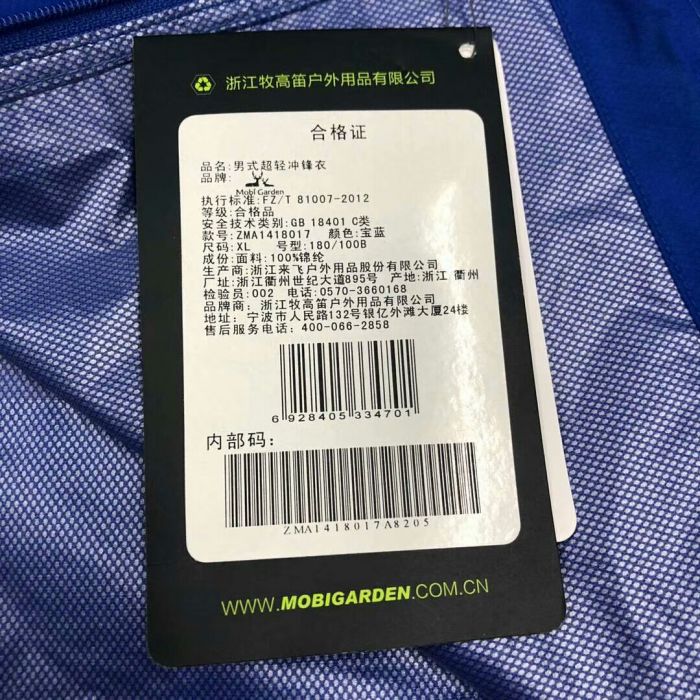 浙江牧高笛户外用品有限公司
合格证
品名:男式超轻冲锋衣
品牌:
Mobi Garden
执行标准:FZ/T 81007-2012
等级:合格品
安全技术类别:GB 18401 C类
款号:ZMA1418017 颜色:宝蓝
尺码:XL 号型:180/100B
成份:面料:100%锦纶
生产商:浙江来飞户外用品股份有限公司
厂址:浙江衢州世纪大道895号 产地:浙江 衢州
检验员:002 电话:0570-3660168
品牌商: 浙江牧高笛户外用品有限公司
地址: 宁波市人民路132号银亿外滩大厦24楼
售后服务电话:400-066-2858
6 928405 334701
内部码:
ZMA1418017A8205
WWW.MOBIGARDEN.COM.CN